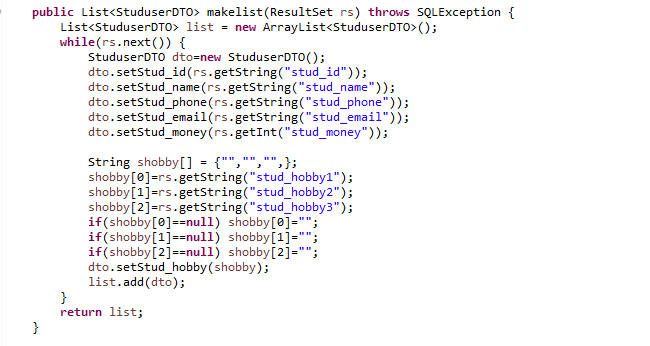 public List<StuduserDTO> makelist(ResultSet rs) throws SQLException {
List<StuduserDTO> list = new ArrayList<StuduserDTO>();
while(rs.next()) {
StuduserDTO dto=new StuduserDTO();
dto.setStud_id(rs.getString("stud_id"));
dto.setStud_name(rs.getString("stud_name"));
dto.setStud_phone(rs.getString("stud_phone"));
dto.setStud_email(rs.getString("stud_email"));
dto.setStud_money(rs.getInt("stud_money"));
String shobby[] = {"","","",};
shobby[0]=rs.getString("stud_hobby1");
shobby[1]=rs.getString("stud_hobby2");
shobby[2]=rs.getString("stud_hobby3");
if(shobby[0]==null) shobby[0]="";
if(shobby[1]==null) shobby[1]="";
if(shobby[2]==null) shobby[2]="";
dto.setStud_hobby(shobby);
list.add(dto);
}
return list;
}